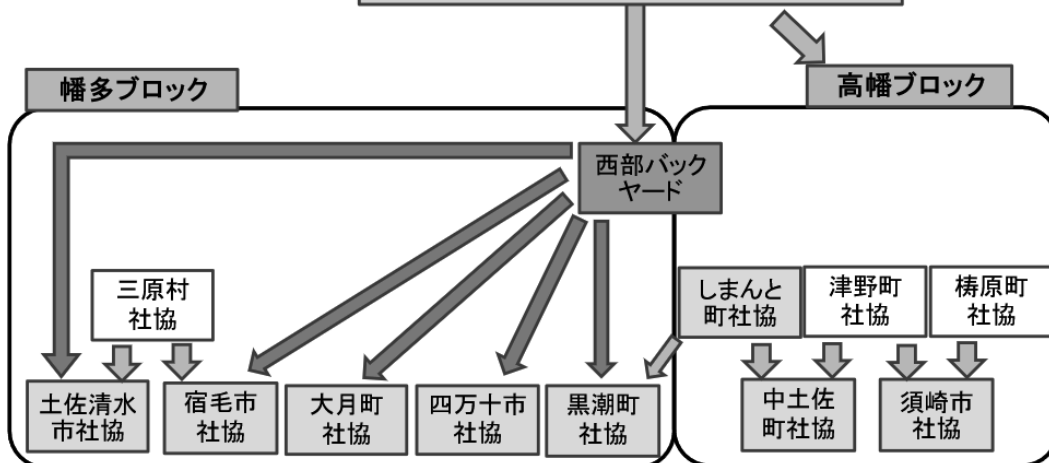 幡多ブロック
高幡ブロック
西部バック
ヤード
三原村
社協
しまんと
町社協
津野町
社協
梼原町
社協
土佐清水
市社協
宿毛市
社協
大月町
社協
四万十市
社協
黒潮町
社協
中土佐
町社協
須崎市
社協